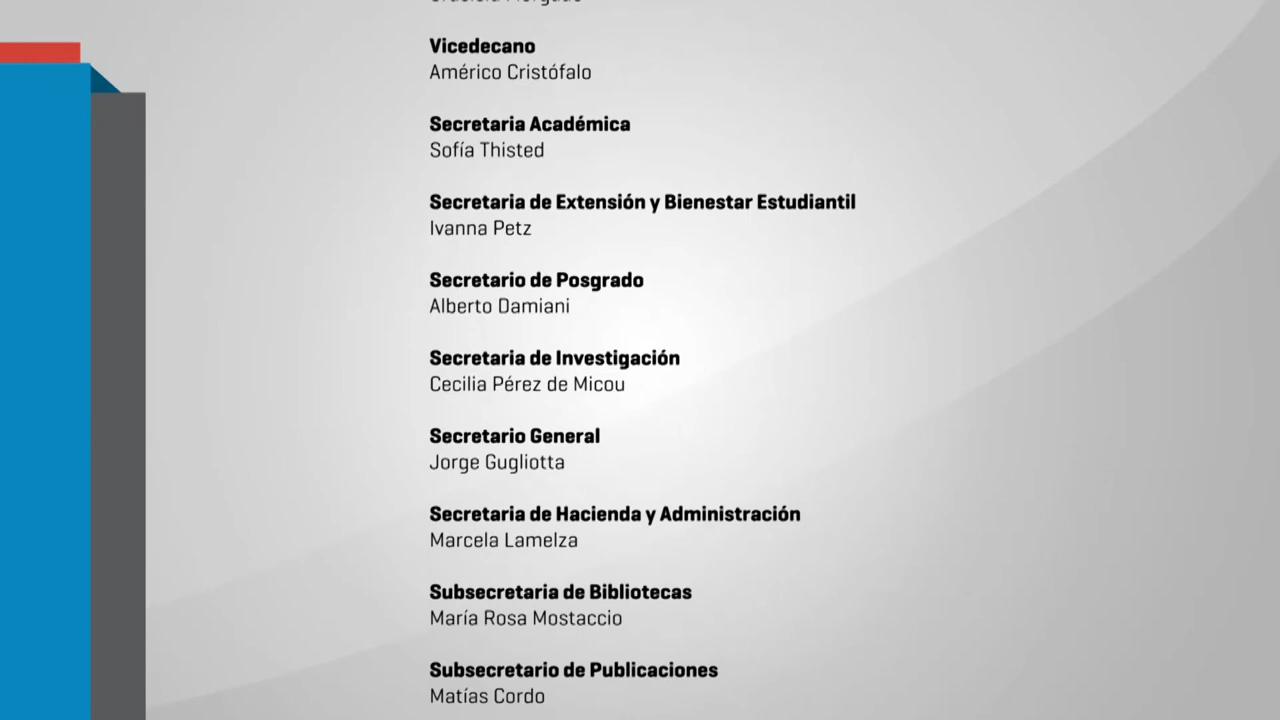 Vicedecano
Américo Cristófalo
Secretaria Académica
Sofía Thisted
Secretaria de Extensión y Bienestar Estudiantil
Ivanna Petz
Secretario de Posgrado
Alberto Damiani
Secretaria de Investigación
Cecilia Pérez de Micou
Secretario General
Jorge Gugliotta
Secretaria de Hacienda y Administración
Marcela Lamelza
Subsecretaria de Bibliotecas
María Rosa Mostaccio
Subsecretario de Publicaciones
Matías Cordo